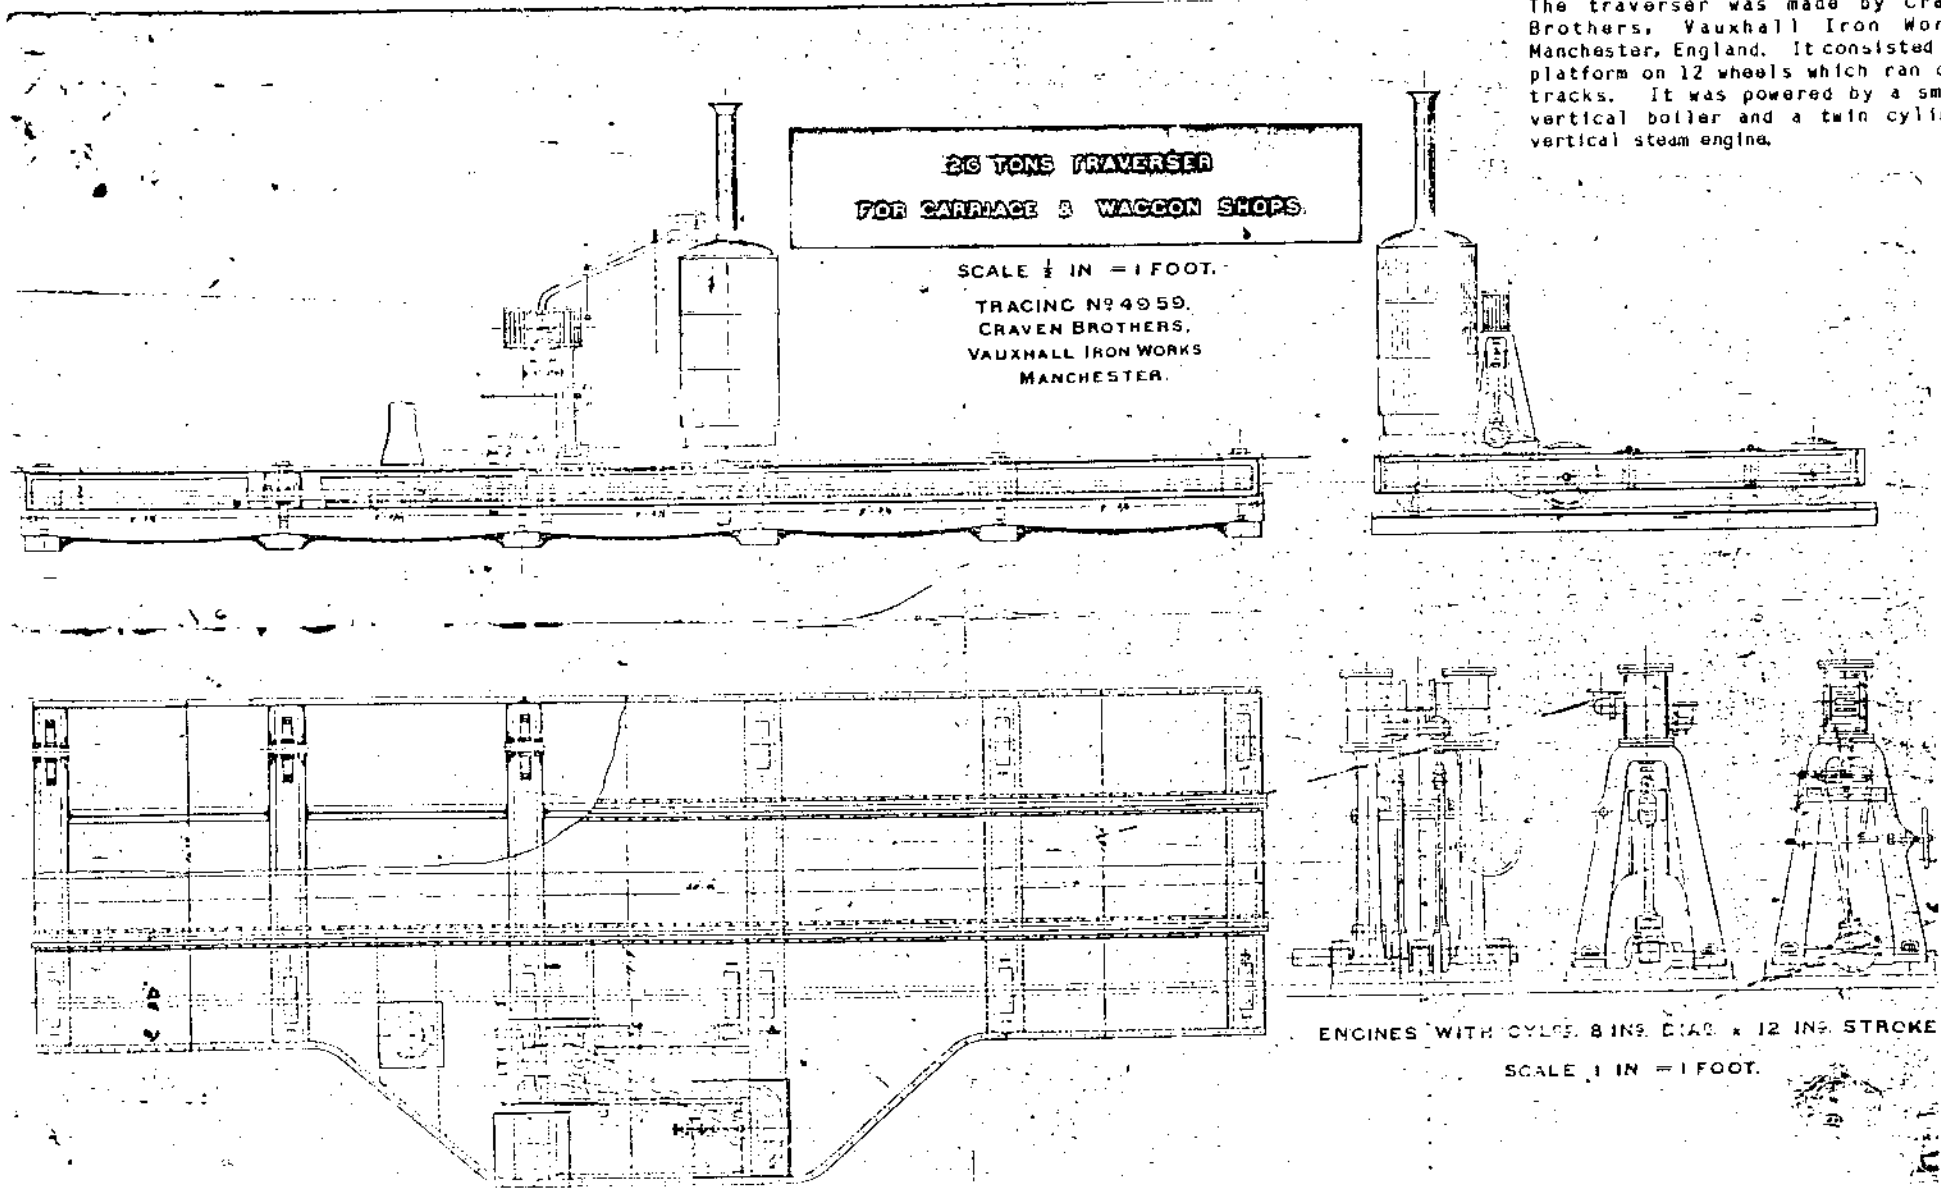 The traverser was made by Cra
Brothers, Vauxhall Iron Wor
Manchester, England. It consisted
platform on 12 wheels which ran o
tracks. It was powered by a sm
vertical boiler and a twin cyli
vertical steam engine.
26 TONS TRAVERSER
FOR CARRIAGE & WAGGON SHOPS.
SCALE ½ IN = 1 FOOT.
TRACING Nº 4959.
CRAVEN BROTHERS,
VAUXHALL IRON WORKS
MANCHESTER.
ENGINES WITH CYLRS. 8 INS. DIAR. x 12 INS. STROKE
SCALE 1 IN = 1 FOOT.